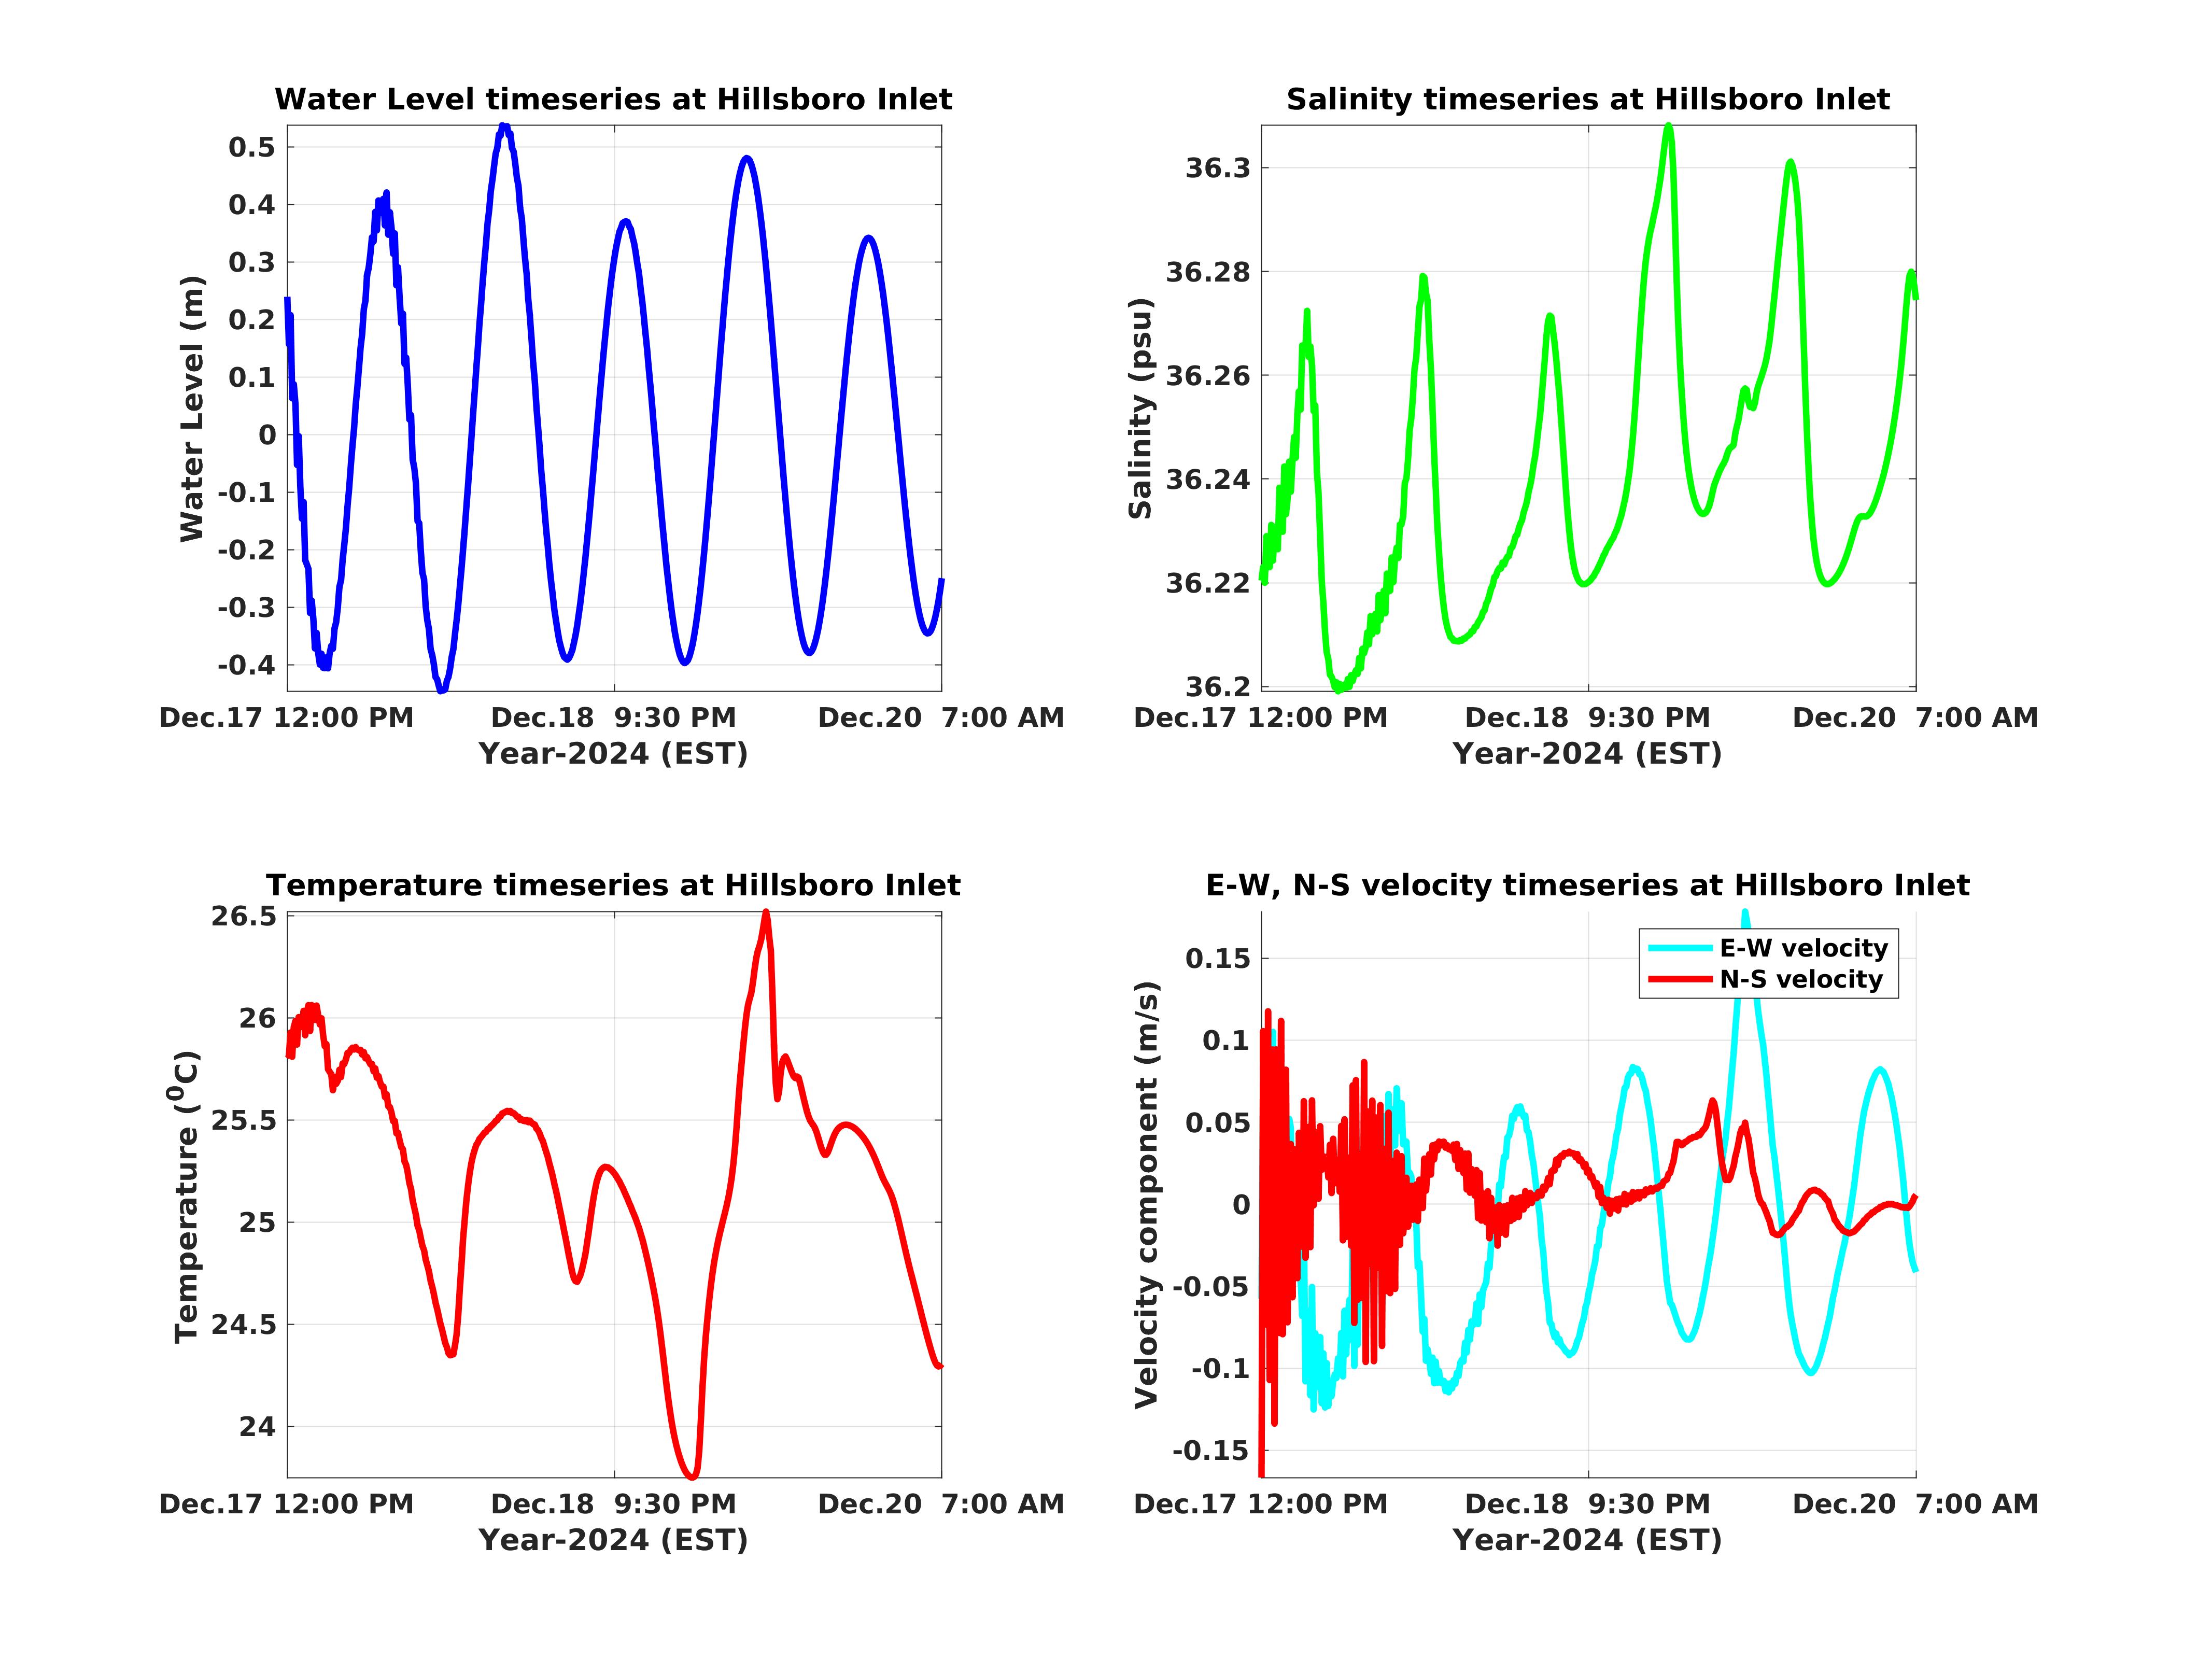 Water Level timeseries at Hillsboro Inlet
Water Level (m)
0.5
0.4
0.3
0.2
0.1
0
-0.1
-0.2
-0.3
-0.4
Dec.17 12:00 PM
Dec.18 9:30 PM
Dec.20 7:00 AM
Year-2024 (EST)
Salinity timeseries at Hillsboro Inlet
Salinity (psu)
36.3
36.28
36.26
36.24
36.22
36.2
Dec.17 12:00 PM
Dec.18 9:30 PM
Dec.20 7:00 AM
Year-2024 (EST)
Temperature timeseries at Hillsboro Inlet
Temperature (⁰C)
26.5
26
25.5
25
24.5
24
Dec.17 12:00 PM
Dec.18 9:30 PM
Dec.20 7:00 AM
Year-2024 (EST)
E-W, N-S velocity timeseries at Hillsboro Inlet
Velocity component (m/s)
0.15
0.1
0.05
0
-0.05
-0.1
-0.15
E-W velocity
N-S velocity
Dec.17 12:00 PM
Dec.18 9:30 PM
Dec.20 7:00 AM
Year-2024 (EST)